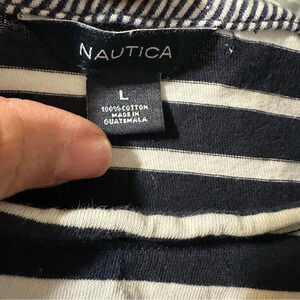 NAUTICA
L
100% COTTON
MADE IN
GUATEMALA